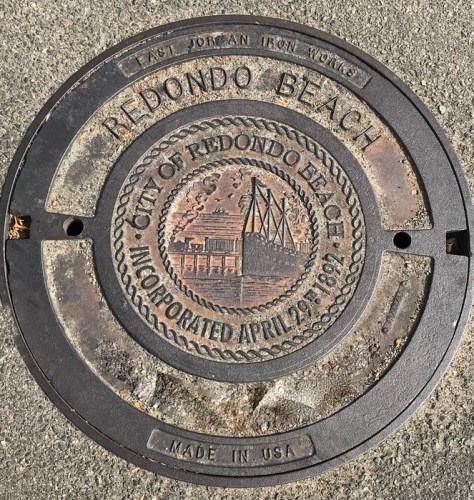 EAST JORDAN IRON WORKS
REDONDO BEACH
· CITY OF REDONDO BEACH ·
INCORPORATED APRIL 29TH 1892
MADE IN USA